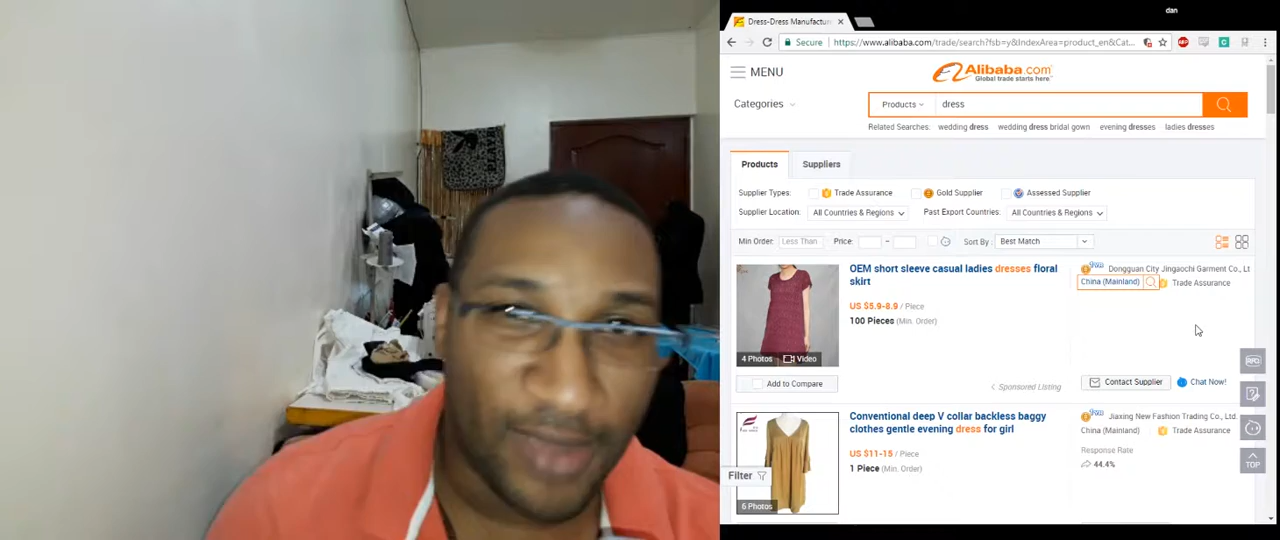 dan
Dress-Dress Manufactur
Secure
https://www.alibaba.com/trade/search?fsb=y&IndexArea=product_en&Cat...
ABP
MENU
Alibaba.com
Global trade starts here.
Categories
Products
dress
Related Searches: wedding dress wedding dress bridal gown evening dresses ladies dresses
Products
Suppliers
Supplier Types: Trade Assurance Gold Supplier Assessed Supplier
Supplier Location: All Countries & Regions Past Export Countries: All Countries & Regions
Min Order: Less Than Price: - Sort By: Best Match
OEM short sleeve casual ladies dresses floral
skirt
US $5.9-8.9 / Piece
100 Pieces (Min. Order)
Dongguan City Jingaochi Garment Co., Lt
China (Mainland)
Trade Assurance
4 Photos Video
Add to Compare
Sponsored Listing
Contact Supplier
Chat Now!
RFQ
Conventional deep V collar backless baggy
clothes gentle evening dress for girl
US $11-15 / Piece
1 Piece (Min. Order)
Jiaxing New Fashion Trading Co., Ltd.
China (Mainland)
Trade Assurance
Response Rate
44.4%
TOP
Filter
6 Photos